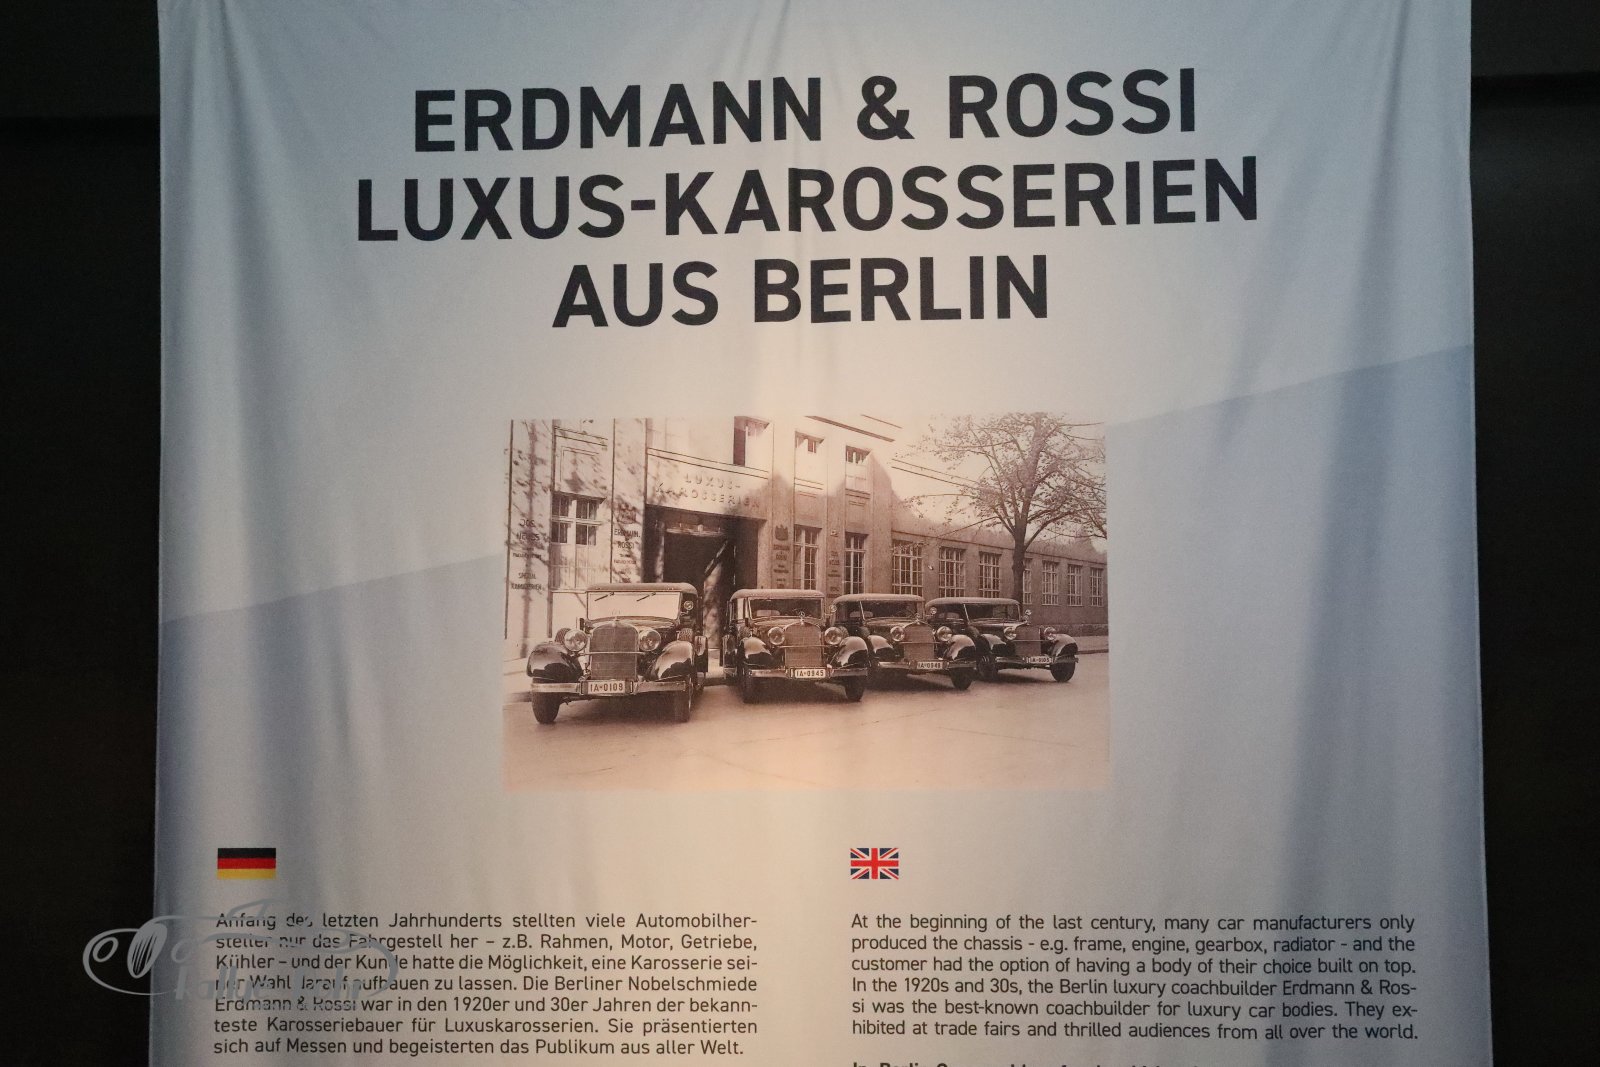 ERDMANN & ROSSI
LUXUS-KAROSSERIEN
AUS BERLIN
LUXUS-
KAROSSERIEN
ERDMANN
ROSSI
IA-0109
IA-0945
IA-0946
Anfang des letzten Jahrhunderts stellten viele Automobilher-
steller nur das Fahrgestell her – z.B. Rahmen, Motor, Getriebe,
Kühler – und der Kunde hatte die Möglichkeit, eine Karosserie sei-
ner Wahl darauf aufbauen zu lassen. Die Berliner Nobelschmiede
Erdmann & Rossi war in den 1920er und 30er Jahren der bekann-
teste Karosseriebauer für Luxuskarosserien. Sie präsentierten
sich auf Messen und begeisterten das Publikum aus aller Welt.
At the beginning of the last century, many car manufacturers only
produced the chassis - e.g. frame, engine, gearbox, radiator - and the
customer had the option of having a body of their choice built on top.
In the 1920s and 30s, the Berlin luxury coachbuilder Erdmann & Ros-
si was the best-known coachbuilder for luxury car bodies. They ex-
hibited at trade fairs and thrilled audiences from all over the world.